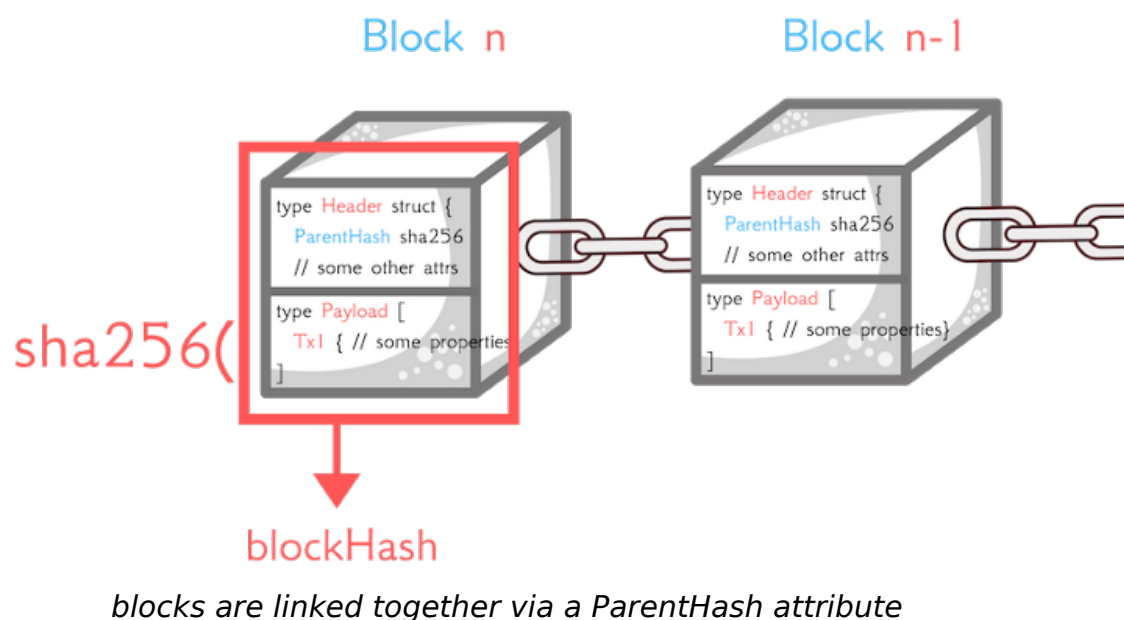 Block n
Block n-1
type Header struct {
ParentHash sha256
// some other attrs
type Payload [
Tx1 { // some properties
]
type Header struct {
ParentHash sha256
// some other attrs
type Payload [
Tx1 { // some properties}
]
sha256(
blockHash
blocks are linked together via a ParentHash attribute